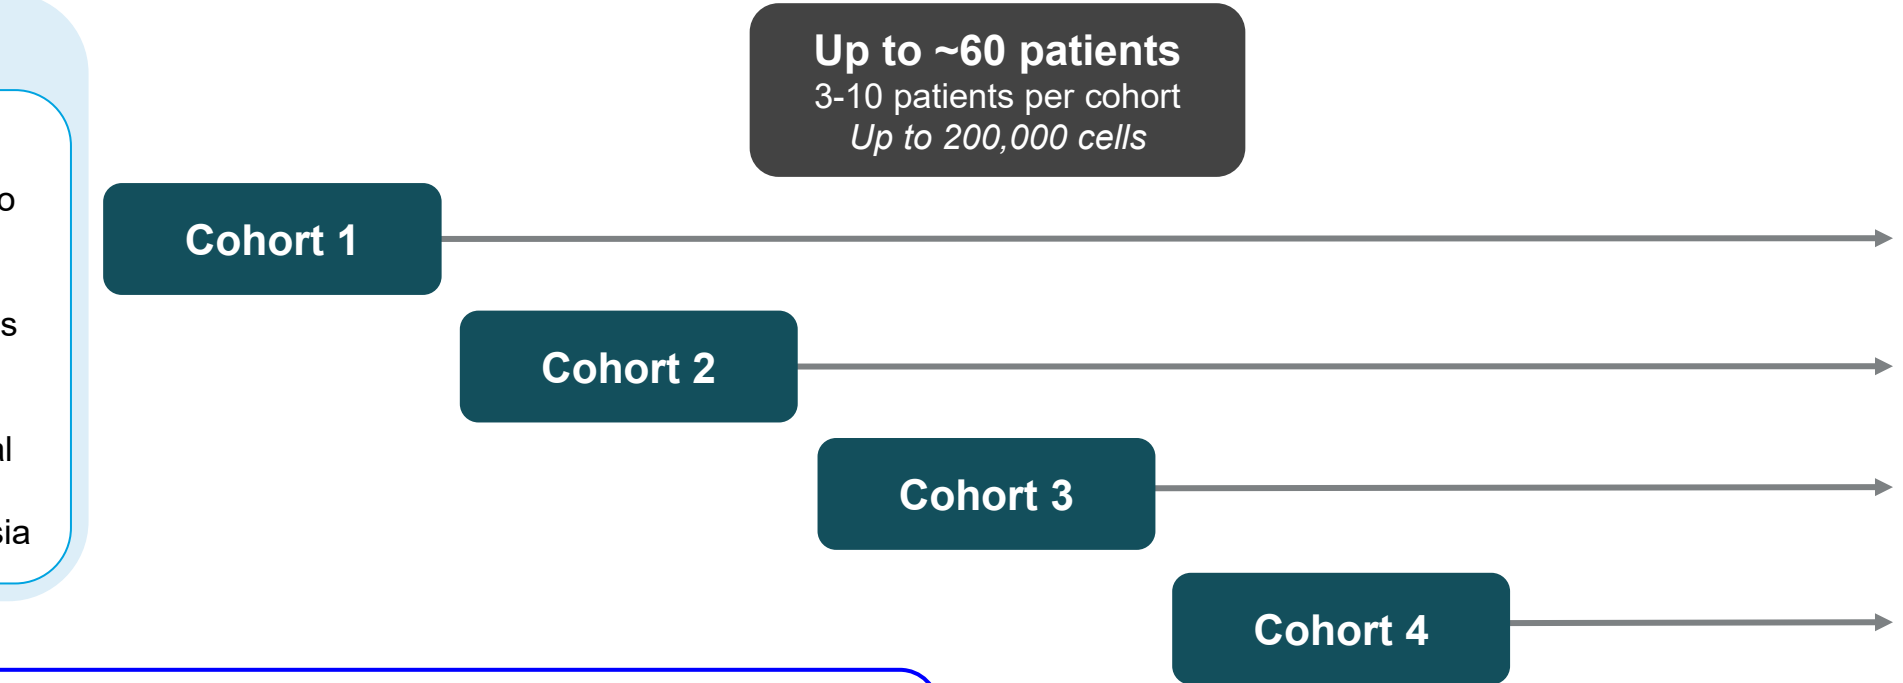 Up to ~60 patients
3-10 patients per cohort
Up to 200,000 cells
Cohort 1
Cohort 2
Cohort 3
Cohort 4